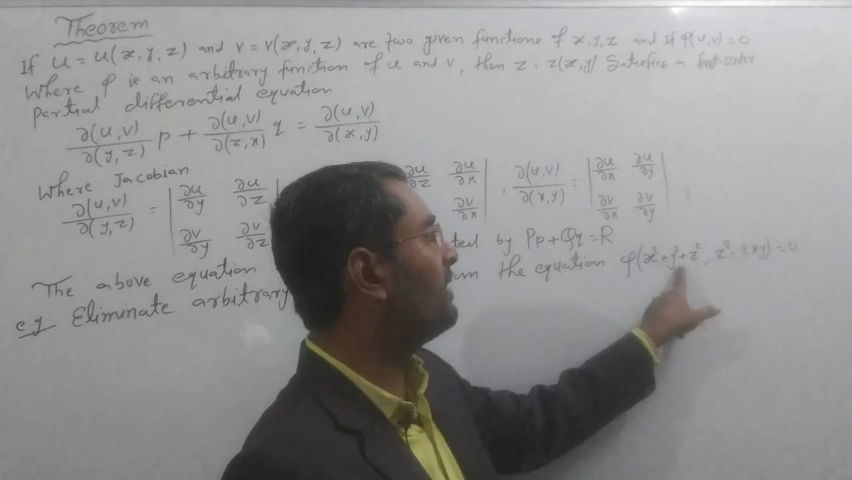 Theorem
If u = u(x,y,z) and v = v(x,y,z) are two given functions of x,y,z and if φ(u,v)=0
Where φ is an arbitrary function of u and v, then z = z(x,y) Satisfies a first-order
Partial differential equation
∂(u,v)/∂(y,z) p + ∂(u,v)/∂(z,x) q = ∂(u,v)/∂(x,y)
Where Jacobian
∂(u,v)/∂(y,z) = | ∂u/∂y ∂u/∂z ; ∂v/∂y ∂v/∂z | ∂u/∂z ∂u/∂x ; ∂v/∂x | , ∂(u,v)/∂(x,y) = | ∂u/∂x ∂u/∂y ; ∂v/∂x ∂v/∂y |
The above equation by Pp+Qq=R
e.g Eliminate arbitrary the equation φ(x²+y²+z², z²-2xy)=0